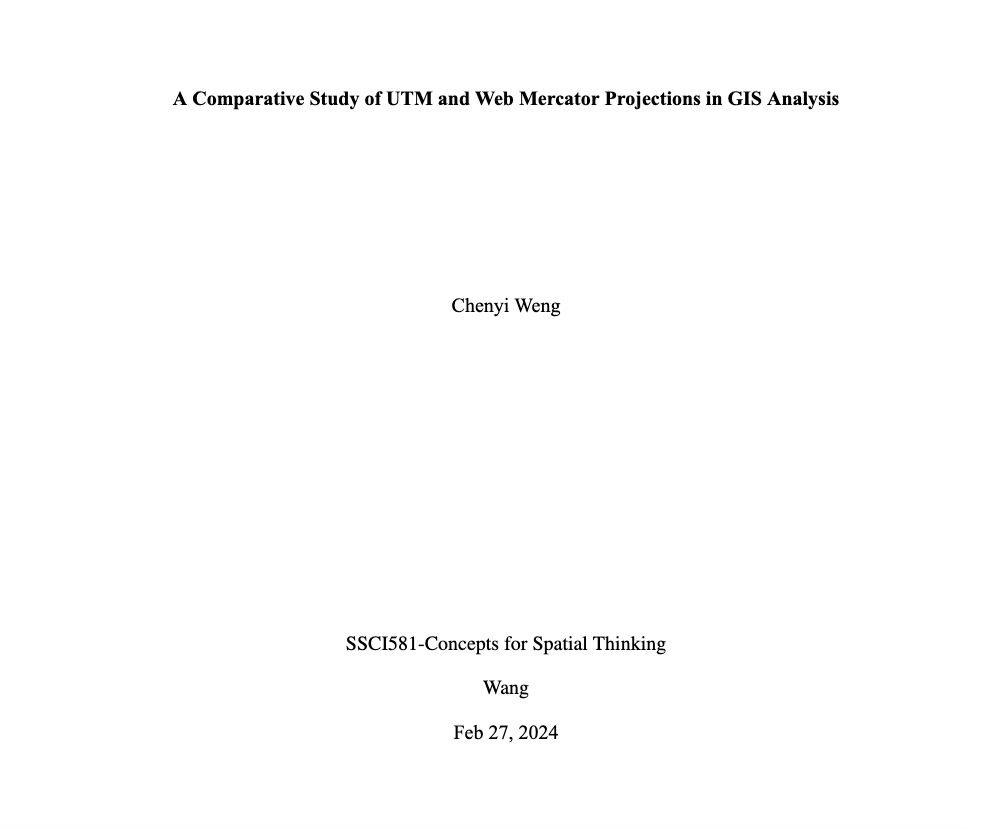 A Comparative Study of UTM and Web Mercator Projections in GIS Analysis
Chenyi Weng
SSCI581-Concepts for Spatial Thinking
Wang
Feb 27, 2024